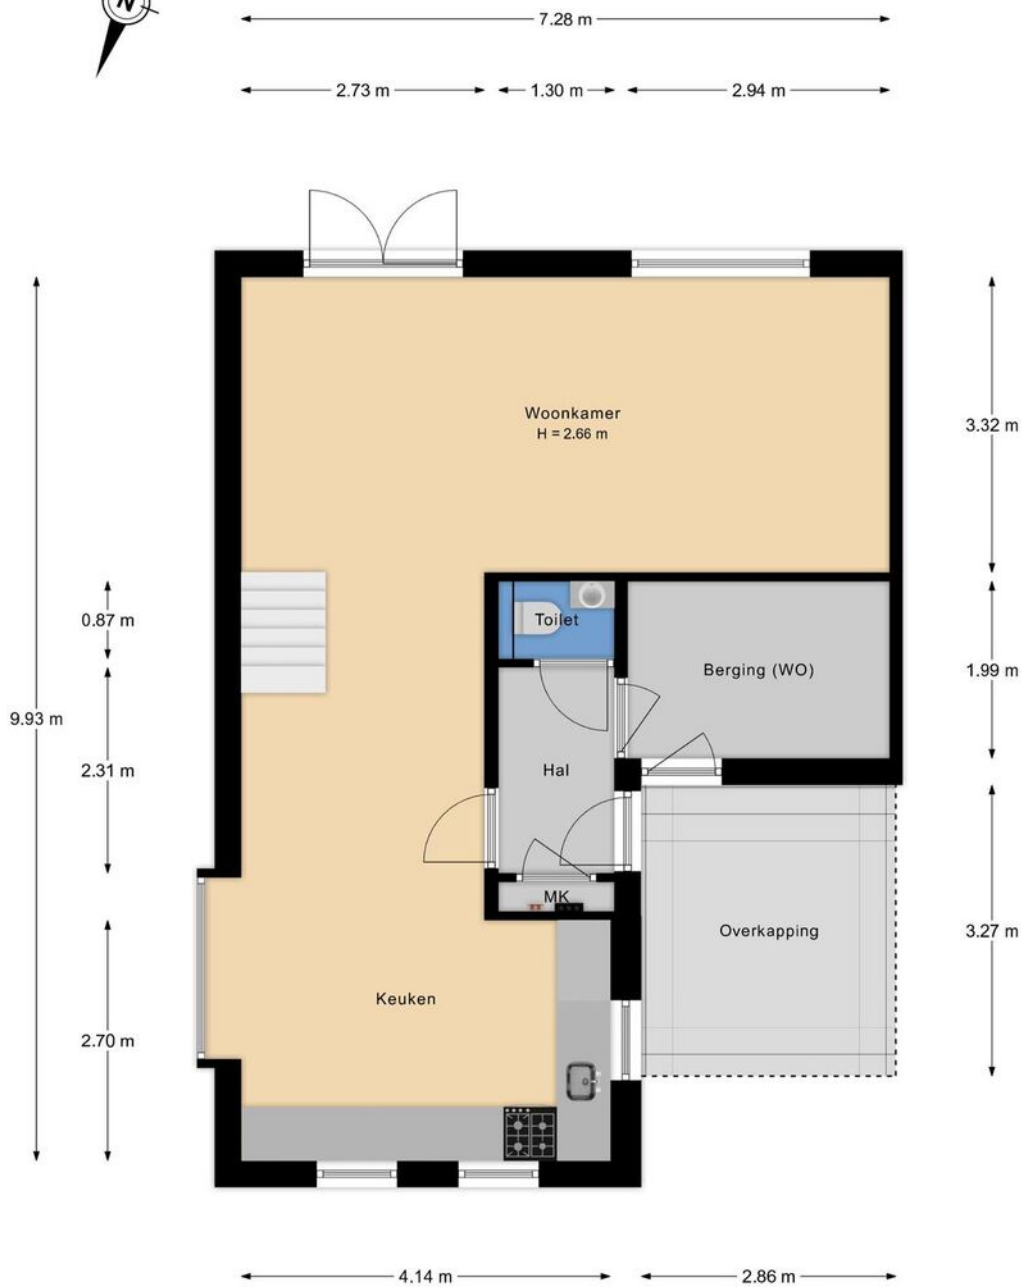 N
7.28 m
2.73 m
1.30 m
2.94 m
Woonkamer
H = 2.66 m
3.32 m
0.87 m
Toilet
Berging (WO)
1.99 m
9.93 m
2.31 m
Hal
MK
Overkapping
3.27 m
Keuken
2.70 m
4.14 m
2.86 m